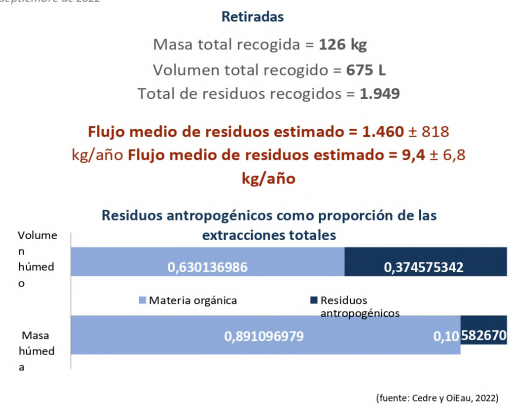 septiembre de 2022
Retiradas
Masa total recogida = 126 kg
Volumen total recogido = 675 L
Total de residuos recogidos = 1.949
Flujo medio de residuos estimado = 1.460 ± 818
kg/año Flujo medio de residuos estimado = 9,4 ± 6,8
kg/año
Residuos antropogénicos como proporción de las
extracciones totales
Volume
n
húmed
o
0,630136986 0,374575342
Materia orgánica Residuos
antropogénicos
Masa
húmed
a
0,891096979 0,10 582670
(fuente: Cedre y OiEau, 2022)